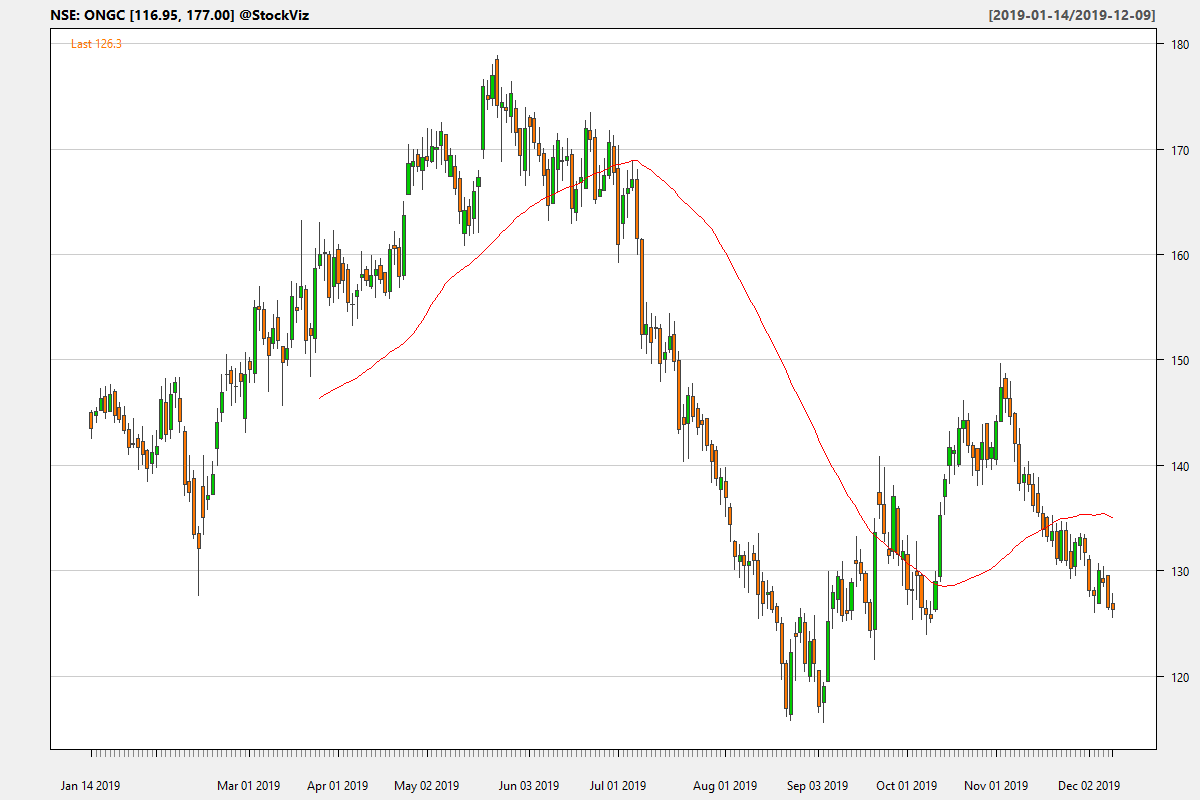 NSE: ONGC [116.95, 177.00] @StockViz [2019-01-14/2019-12-09]
Last 126.3
180
170
160
150
140
130
120
Jan 14 2019 Mar 01 2019 Apr 01 2019 May 02 2019 Jun 03 2019 Jul 01 2019 Aug 01 2019 Sep 03 2019 Oct 01 2019 Nov 01 2019 Dec 02 2019